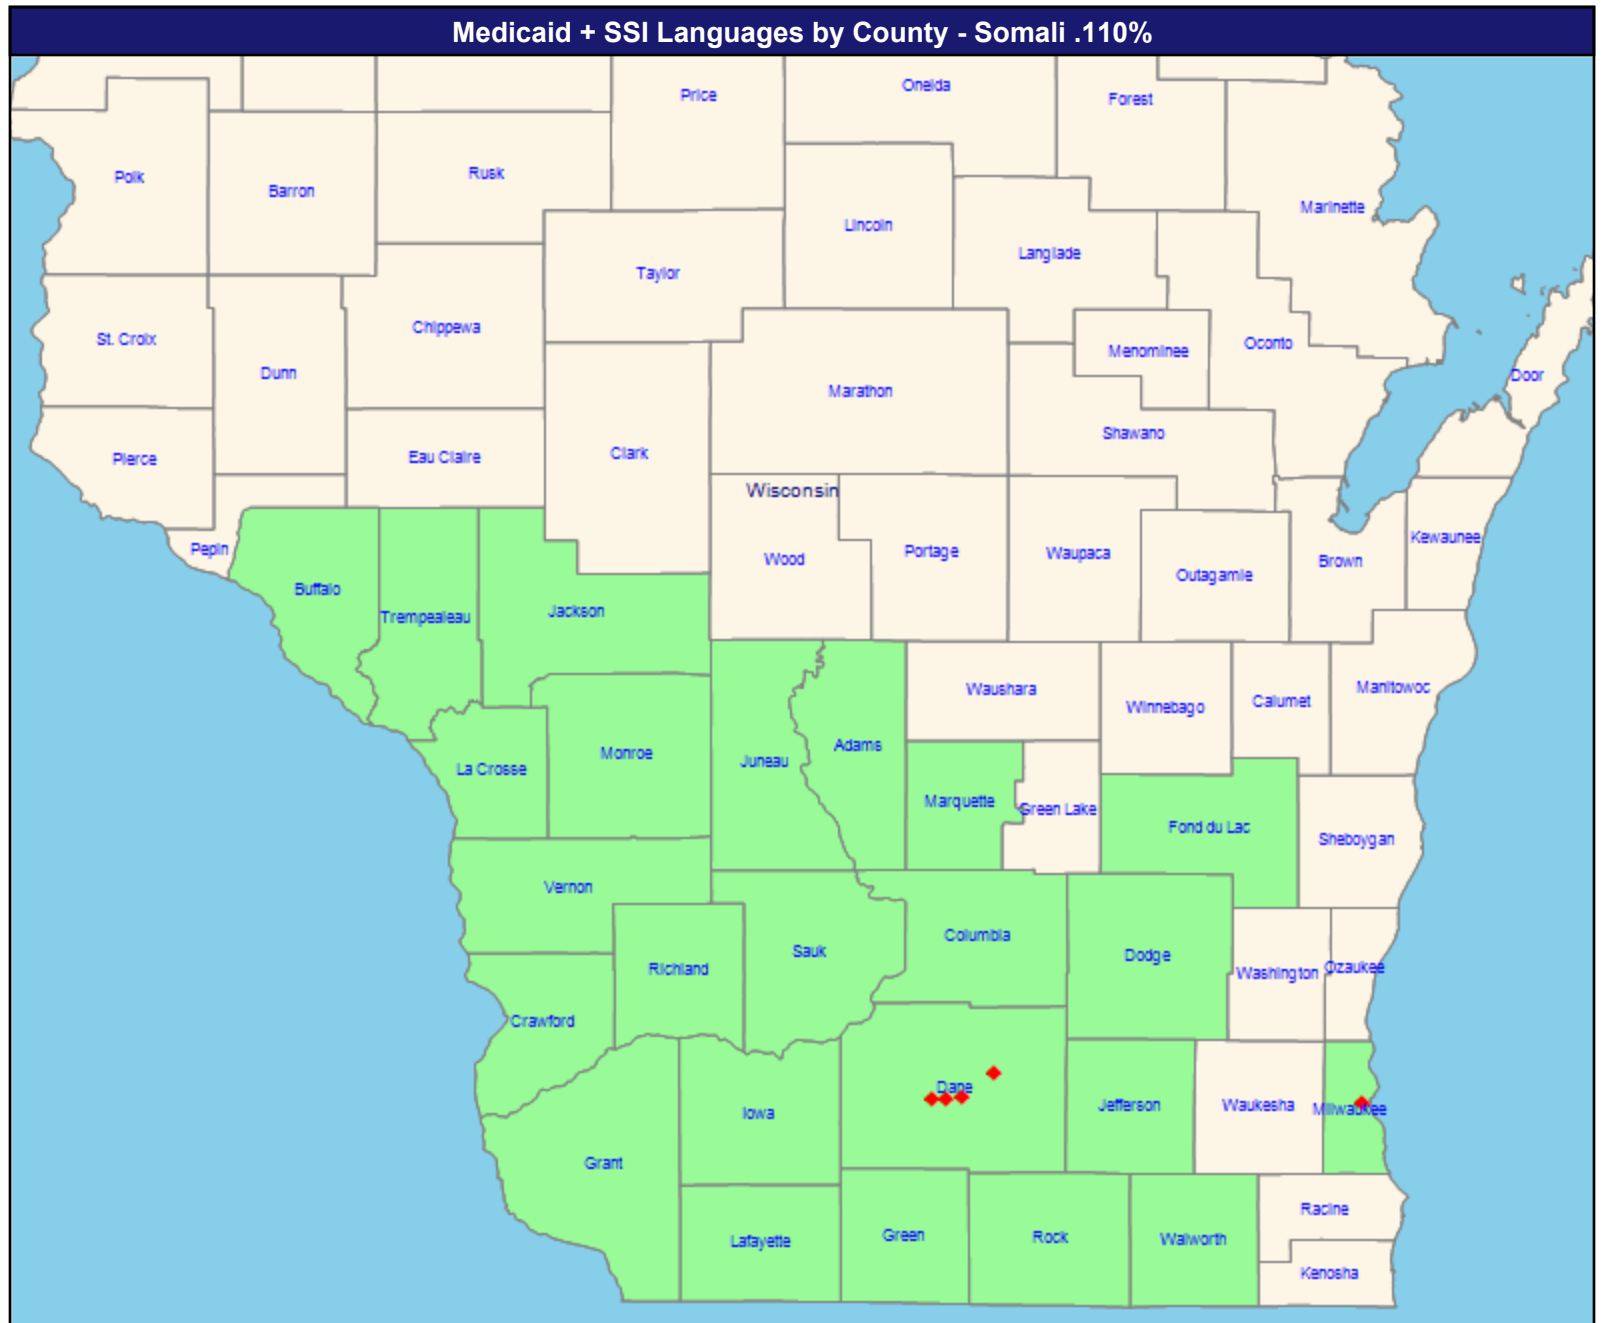 Medicaid + SSI Languages by County - Somali .110%
Price
Oneida
Forest
Polk
Barron
Rusk
Lincoln
Marinette
Taylor
Langlade
St. Croix
Dunn
Chippewa
Marathon
Menominee
Oconto
Door
Pierce
Eau Claire
Clark
Shawano
Wisconsin
Pepin
Wood
Portage
Waupaca
Outagamie
Brown
Kewaunee
Buffalo
Trempealeau
Jackson
Waushara
Winnebago
Calumet
Manitowoc
La Crosse
Monroe
Juneau
Adams
Marquette
Green Lake
Fond du Lac
Sheboygan
Vernon
Richland
Sauk
Columbia
Dodge
Washington
Ozaukee
Crawford
Iowa
Dane
Jefferson
Waukesha
Milwaukee
Grant
Lafayette
Green
Rock
Walworth
Racine
Kenosha